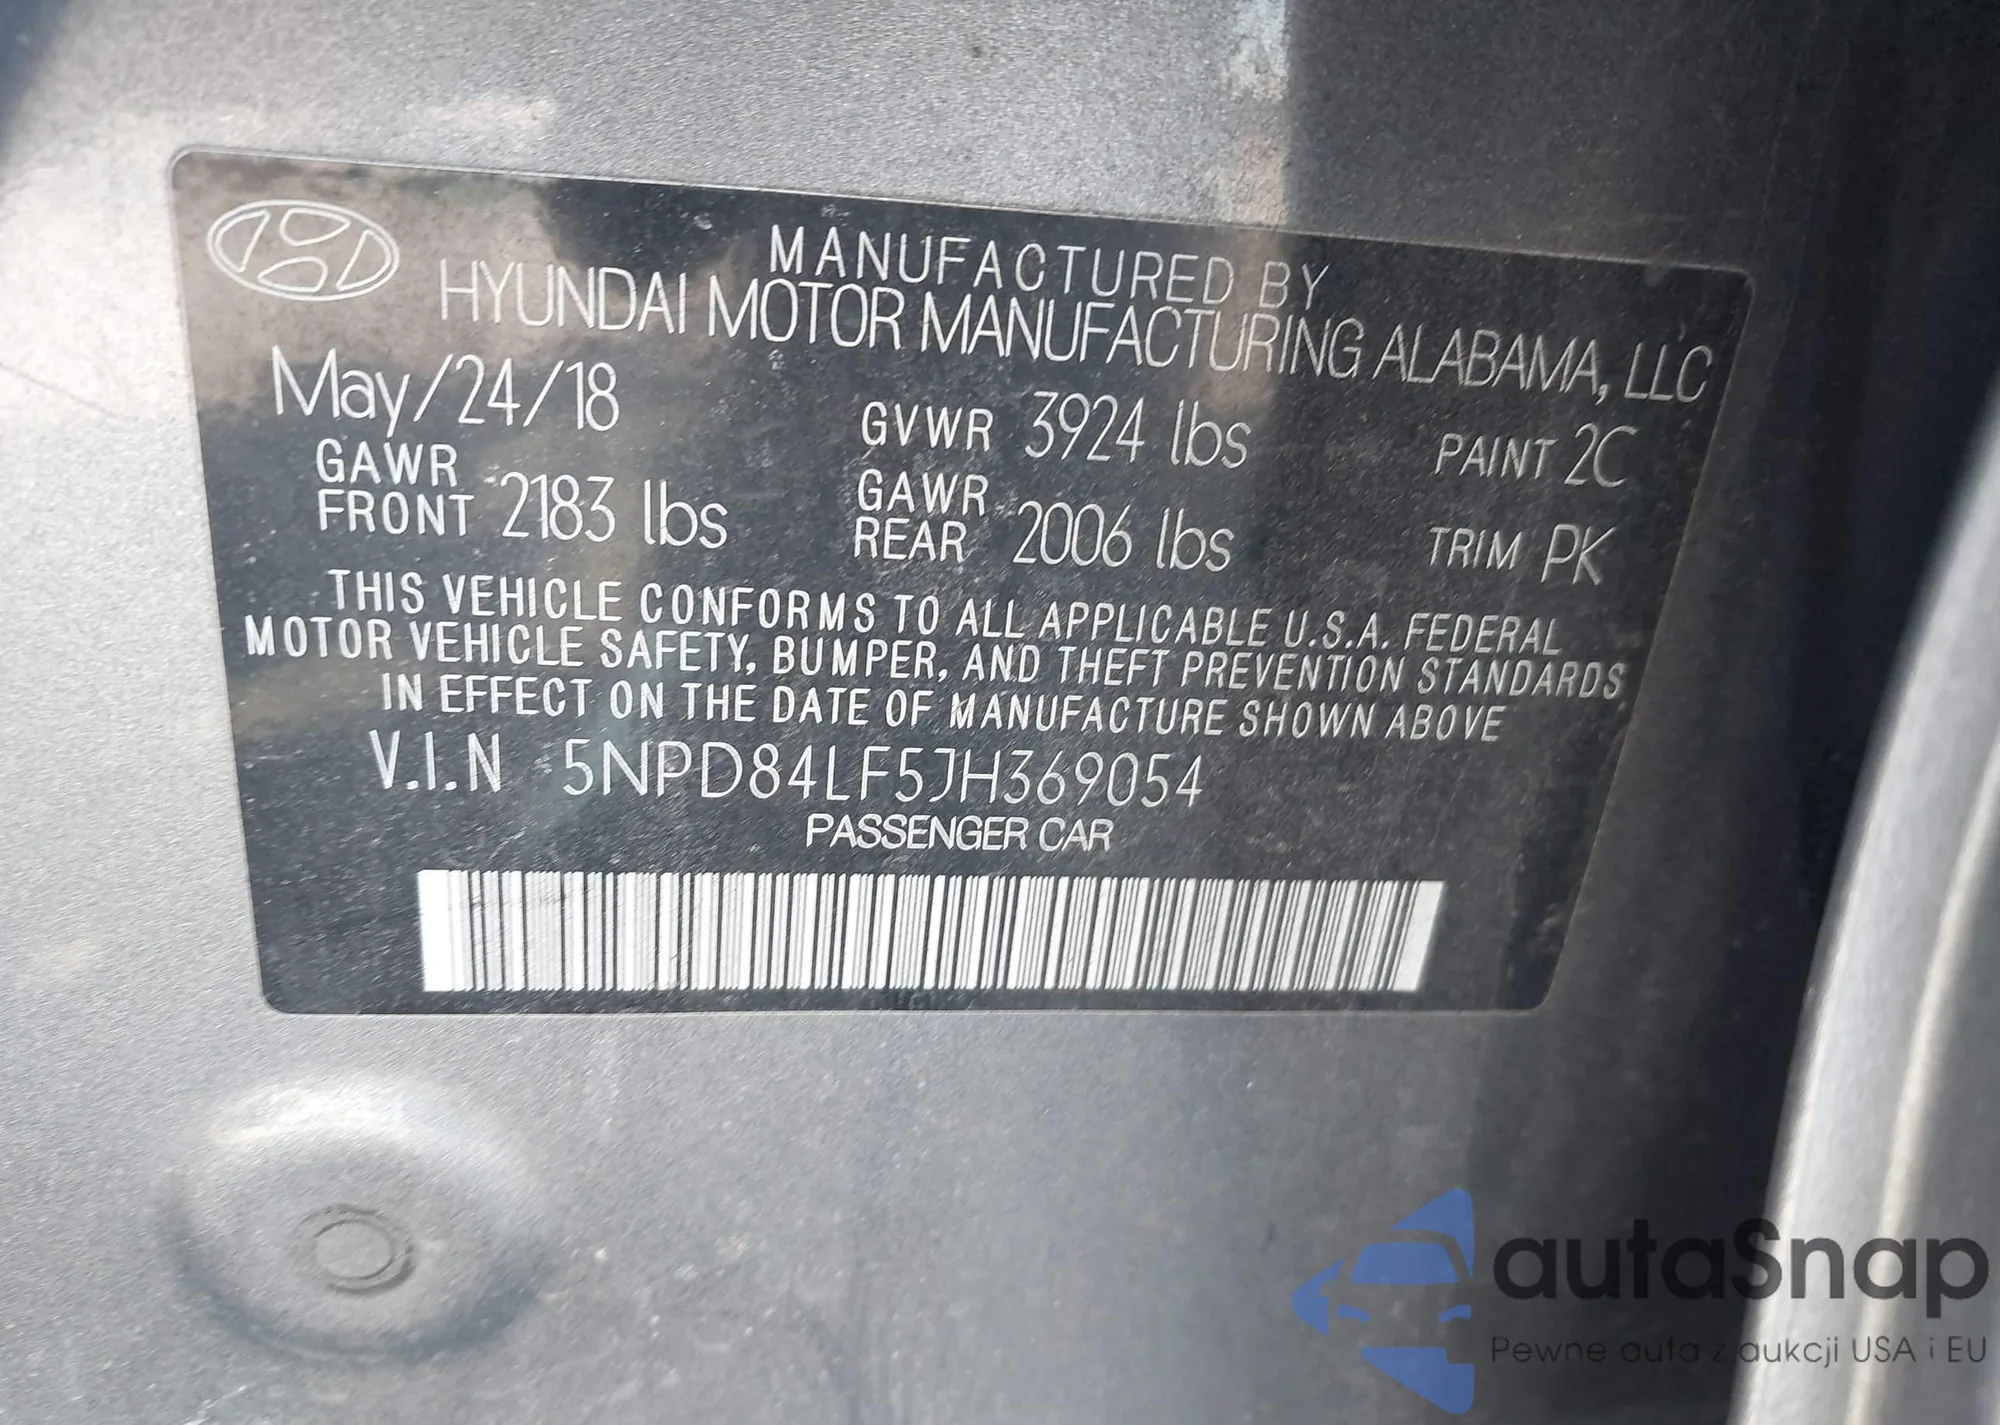 MANUFACTURED BY
HYUNDAI MOTOR MANUFACTURING ALABAMA, LLC
May/24/18 GVWR 3924 lbs PAINT 2C
GAWR FRONT 2183 lbs GAWR REAR 2006 lbs TRIM PK
THIS VEHICLE CONFORMS TO ALL APPLICABLE U.S.A. FEDERAL
MOTOR VEHICLE SAFETY, BUMPER, AND THEFT PREVENTION STANDARDS
IN EFFECT ON THE DATE OF MANUFACTURE SHOWN ABOVE
V.I.N 5NPD84LF5JH369054
PASSENGER CAR
autaSnap
Pewne auta z aukcji USA i EU